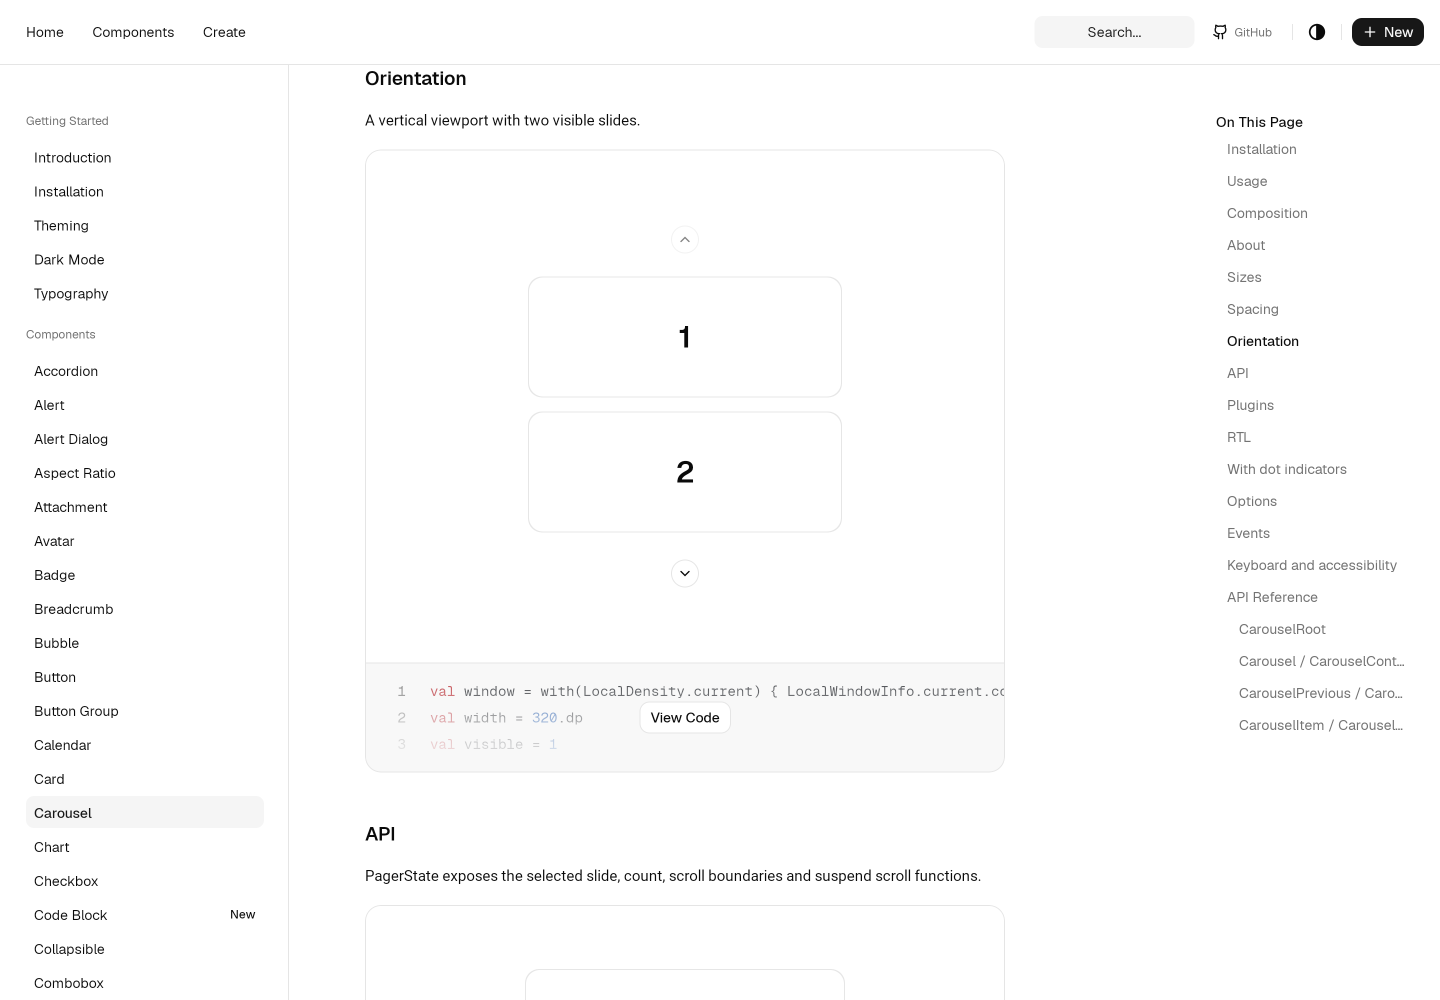 Home Components Create Search... GitHub New
Getting Started
Introduction
Installation
Theming
Dark Mode
Typography
Components
Accordion
Alert
Alert Dialog
Aspect Ratio
Attachment
Avatar
Badge
Breadcrumb
Bubble
Button
Button Group
Calendar
Card
Carousel
Chart
Checkbox
Code Block New
Collapsible
Combobox
Orientation
A vertical viewport with two visible slides.
1
2
1 val window = with(LocalDensity.current) { LocalWindowInfo.current.co
2 val width = 320.dp
View Code
3 val visible = 1
API
PagerState exposes the selected slide, count, scroll boundaries and suspend scroll functions.
On This Page
Installation
Usage
Composition
About
Sizes
Spacing
Orientation
API
Plugins
RTL
With dot indicators
Options
Events
Keyboard and accessibility
API Reference
CarouselRoot
Carousel / CarouselCont...
CarouselPrevious / Caro...
CarouselItem / Carousel...